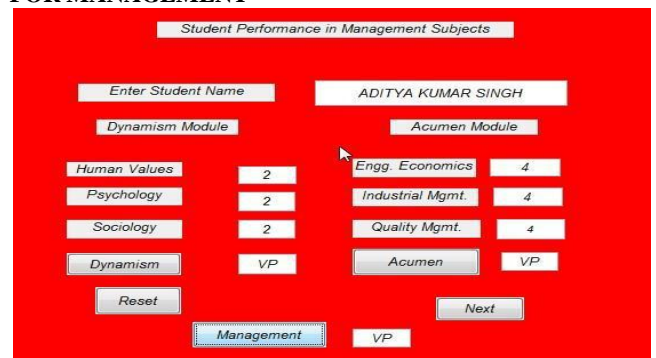 FOR MANAGEMENT
Student Performance in Management Subjects
Enter Student Name ADITYA KUMAR SINGH
Dynamism Module Acumen Module
Human Values 2 Engg. Economics 4
Psychology 2 Industrial Mgmt. 4
Sociology 2 Quality Mgmt. 4
Dynamism VP Acumen VP
Reset Next
Management VP